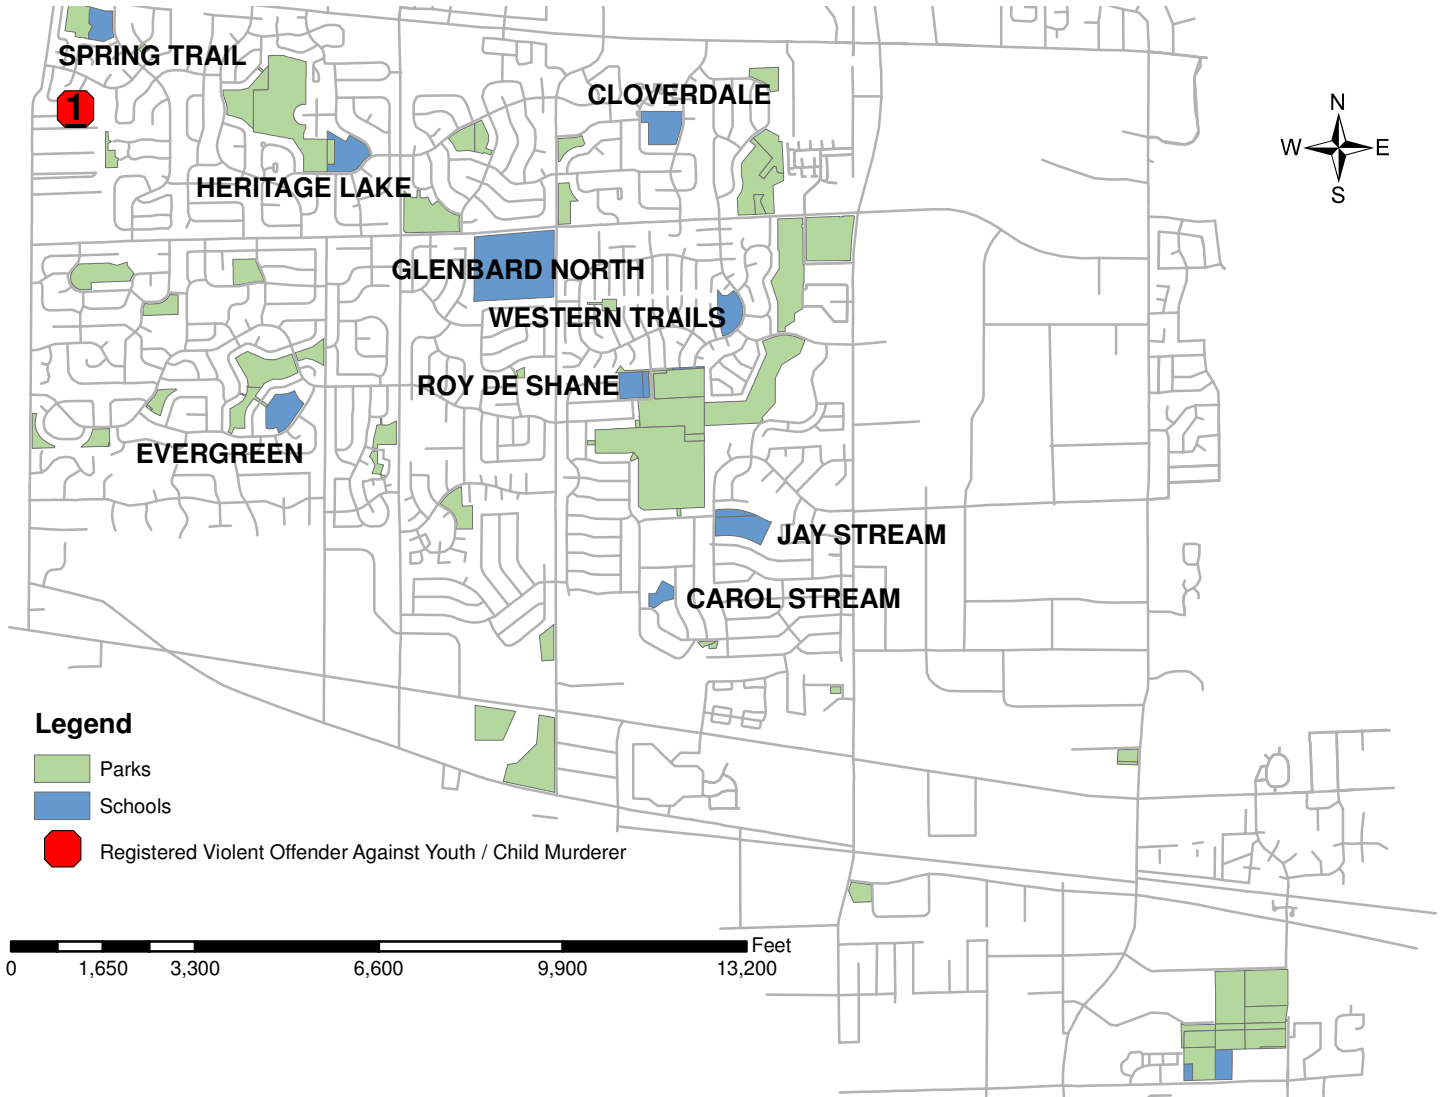 SPRING TRAIL
1
CLOVERDALE
N
W E
S
HERITAGE LAKE
GLENBARD NORTH
WESTERN TRAILS
ROY DE SHANE
EVERGREEN
JAY STREAM
CAROL STREAM
Legend
Parks
Schools
Registered Violent Offender Against Youth / Child Murderer
Feet
0 1,650 3,300 6,600 9,900 13,200